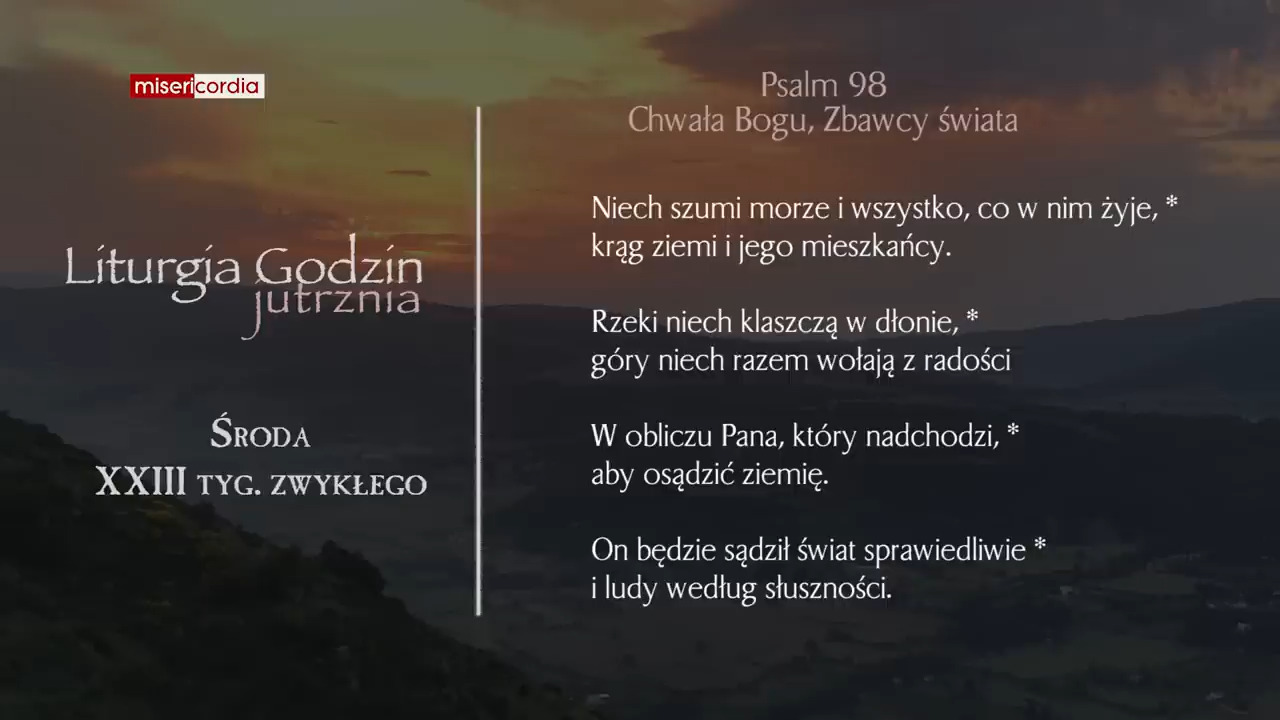 misericordia
Liturgia Godzin
jutrznia
Środa
XXIII tyg. zwykłego
Psalm 98
Chwała Bogu, Zbawcy świata
Niech szumi morze i wszystko, co w nim żyje, *
krąg ziemi i jego mieszkańcy.
Rzeki niech klaszczą w dłonie, *
góry niech razem wołają z radości
W obliczu Pana, który nadchodzi, *
aby osądzić ziemię.
On będzie sądził świat sprawiedliwie *
i ludy według słuszności.